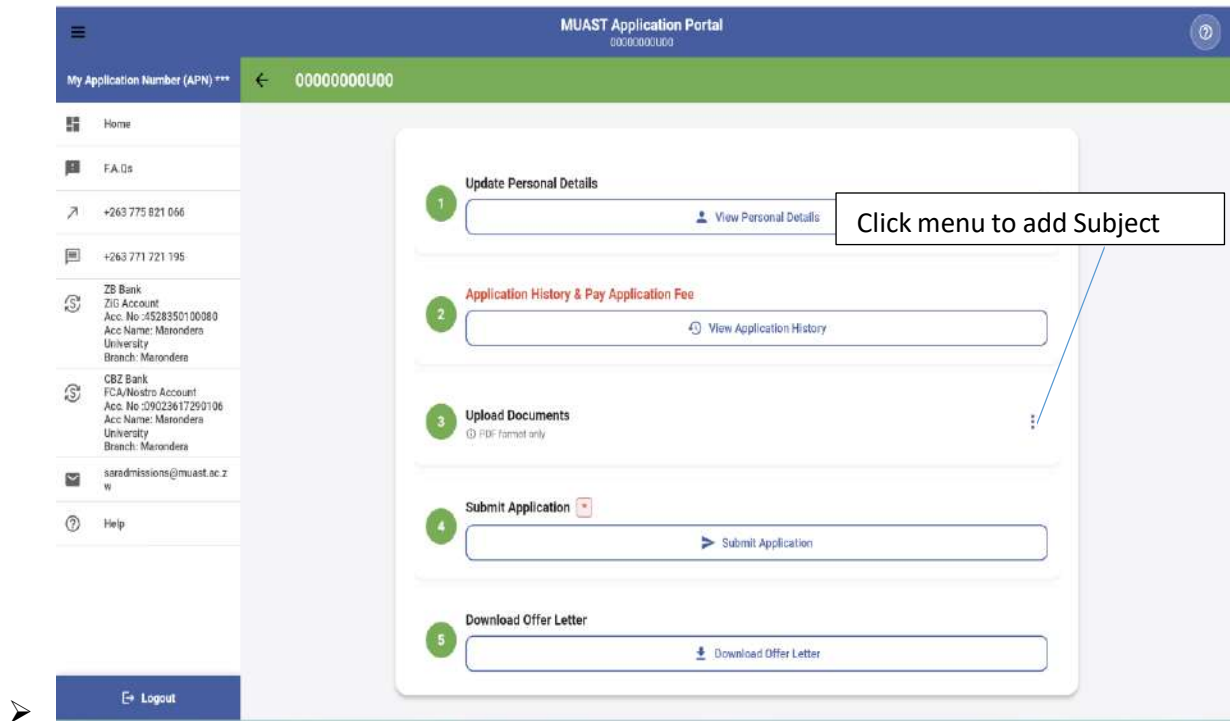 MUAST Application Portal
00000000U00
My Application Number (APN) ***
00000000U00
Home
F.A.Qs
+263 775 821 066
+263 771 721 195
ZB Bank
ZiG Account
Acc. No :4528350100080
Acc Name: Marondera
University
Branch: Marondera
CBZ Bank
FCA/Nostro Account
Acc. No :09023617290106
Acc Name: Marondera
University
Branch: Marondera
saradmissions@muast.ac.z
w
Help
Logout
1
Update Personal Details
View Personal Details
Click menu to add Subject
2
Application History & Pay Application Fee
View Application History
3
Upload Documents
PDF format only
4
Submit Application *
Submit Application
5
Download Offer Letter
Download Offer Letter